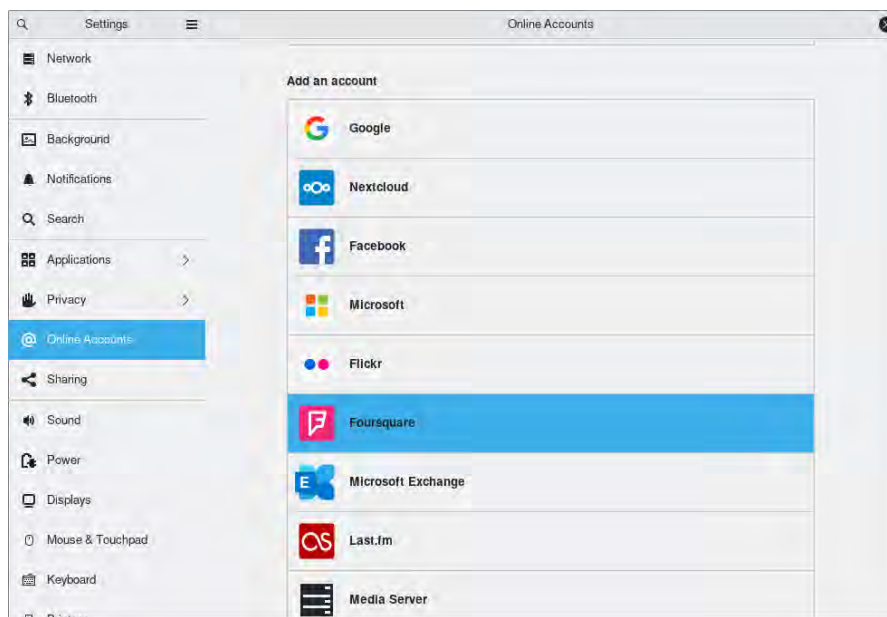 Settings
Online Accounts
Network
Bluetooth
Background
Notifications
Search
Applications
Privacy
Online Accounts
Sharing
Sound
Power
Displays
Mouse & Touchpad
Keyboard
Add an account
Google
Nextcloud
Facebook
Microsoft
Flickr
Foursquare
Microsoft Exchange
Last.fm
Media Server